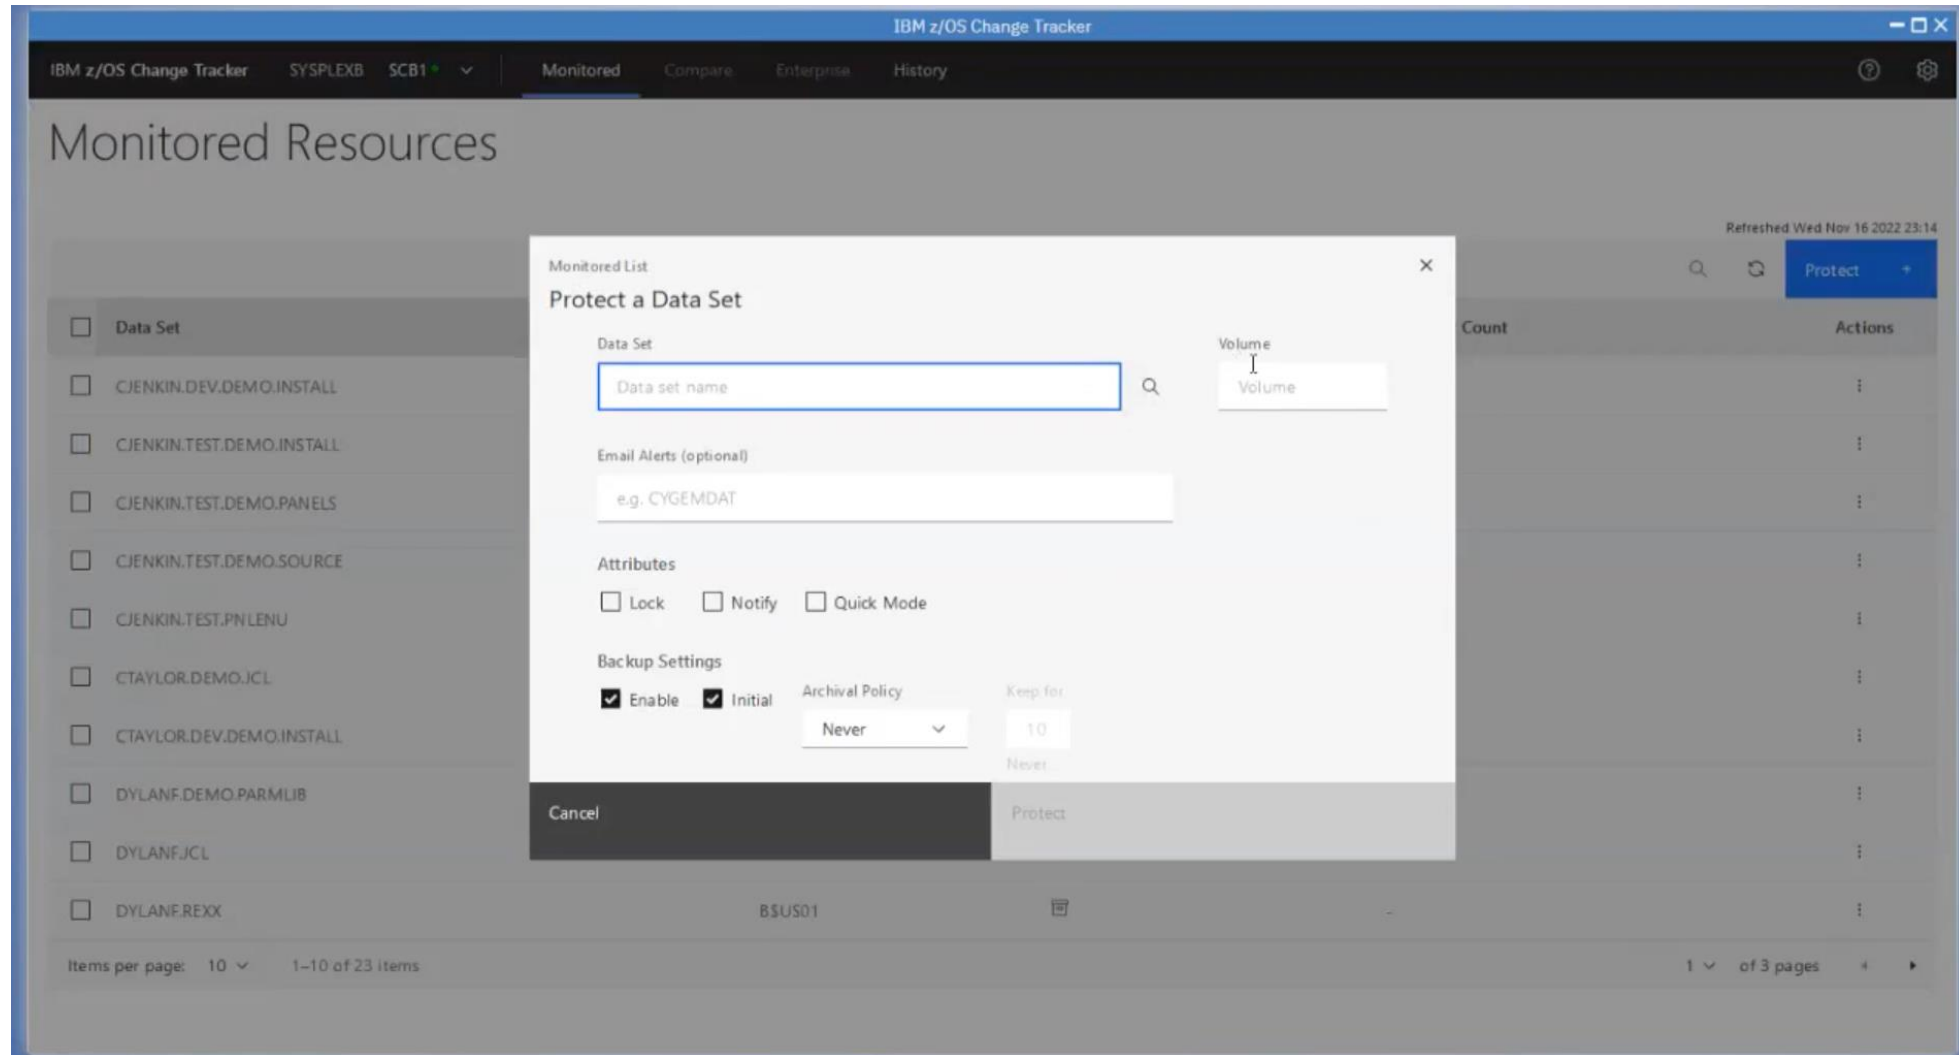 IBM z/OS Change Tracker
IBM z/OS Change Tracker SYSPLEXB SCB1 Monitored Compare Enterprise History
Monitored Resources
Refreshed Wed Nov 16 2022 23:14
Protect +
Data Set Count Actions
CJENKIN.DEV.DEMO.INSTALL
CJENKIN.TEST.DEMO.INSTALL
CJENKIN.TEST.DEMO.PANELS
CJENKIN.TEST.DEMO.SOURCE
CJENKIN.TEST.PNLENU
CTAYLOR.DEMO.JCL
CTAYLOR.DEV.DEMO.INSTALL
DYLANF.DEMO.PARMLIB
DYLANF.JCL
DYLANF.REXX B$US01 -
Items per page: 10 1–10 of 23 items 1 of 3 pages
Monitored List
Protect a Data Set
Data Set Volume
Data set name Volume
Email Alerts (optional)
e.g. CYGEMDAT
Attributes
Lock Notify Quick Mode
Backup Settings
Enable Initial Archival Policy Keep for
Never 10
Never
Cancel Protect